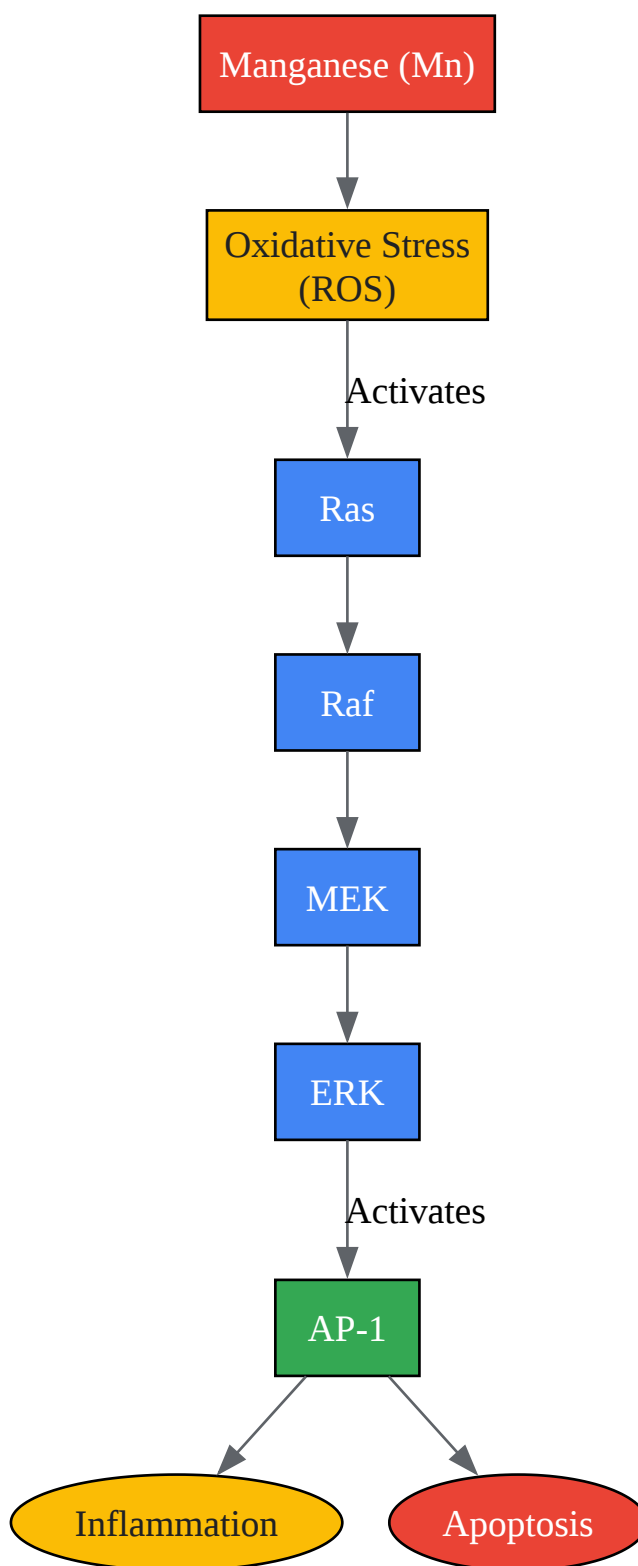 Manganese (Mn)
Oxidative Stress
(ROS)
Activates
Ras
Raf
MEK
ERK
Activates
AP-1
Inflammation
Apoptosis